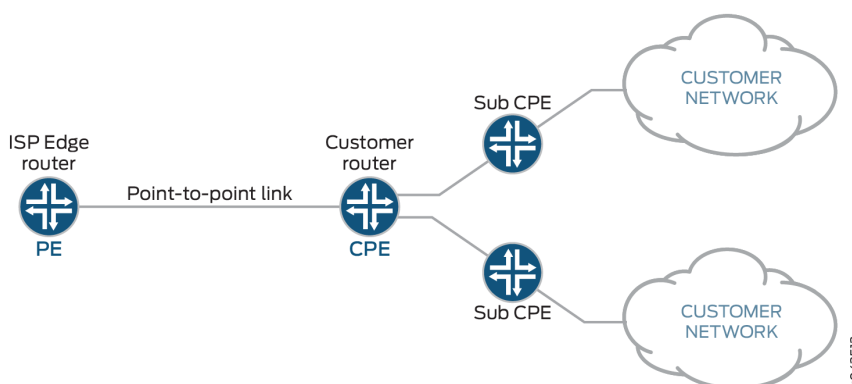 CUSTOMER
NETWORK
Sub CPE
ISP Edge
router
Customer
router
Point-to-point link
PE
CPE
Sub CPE
CUSTOMER
NETWORK